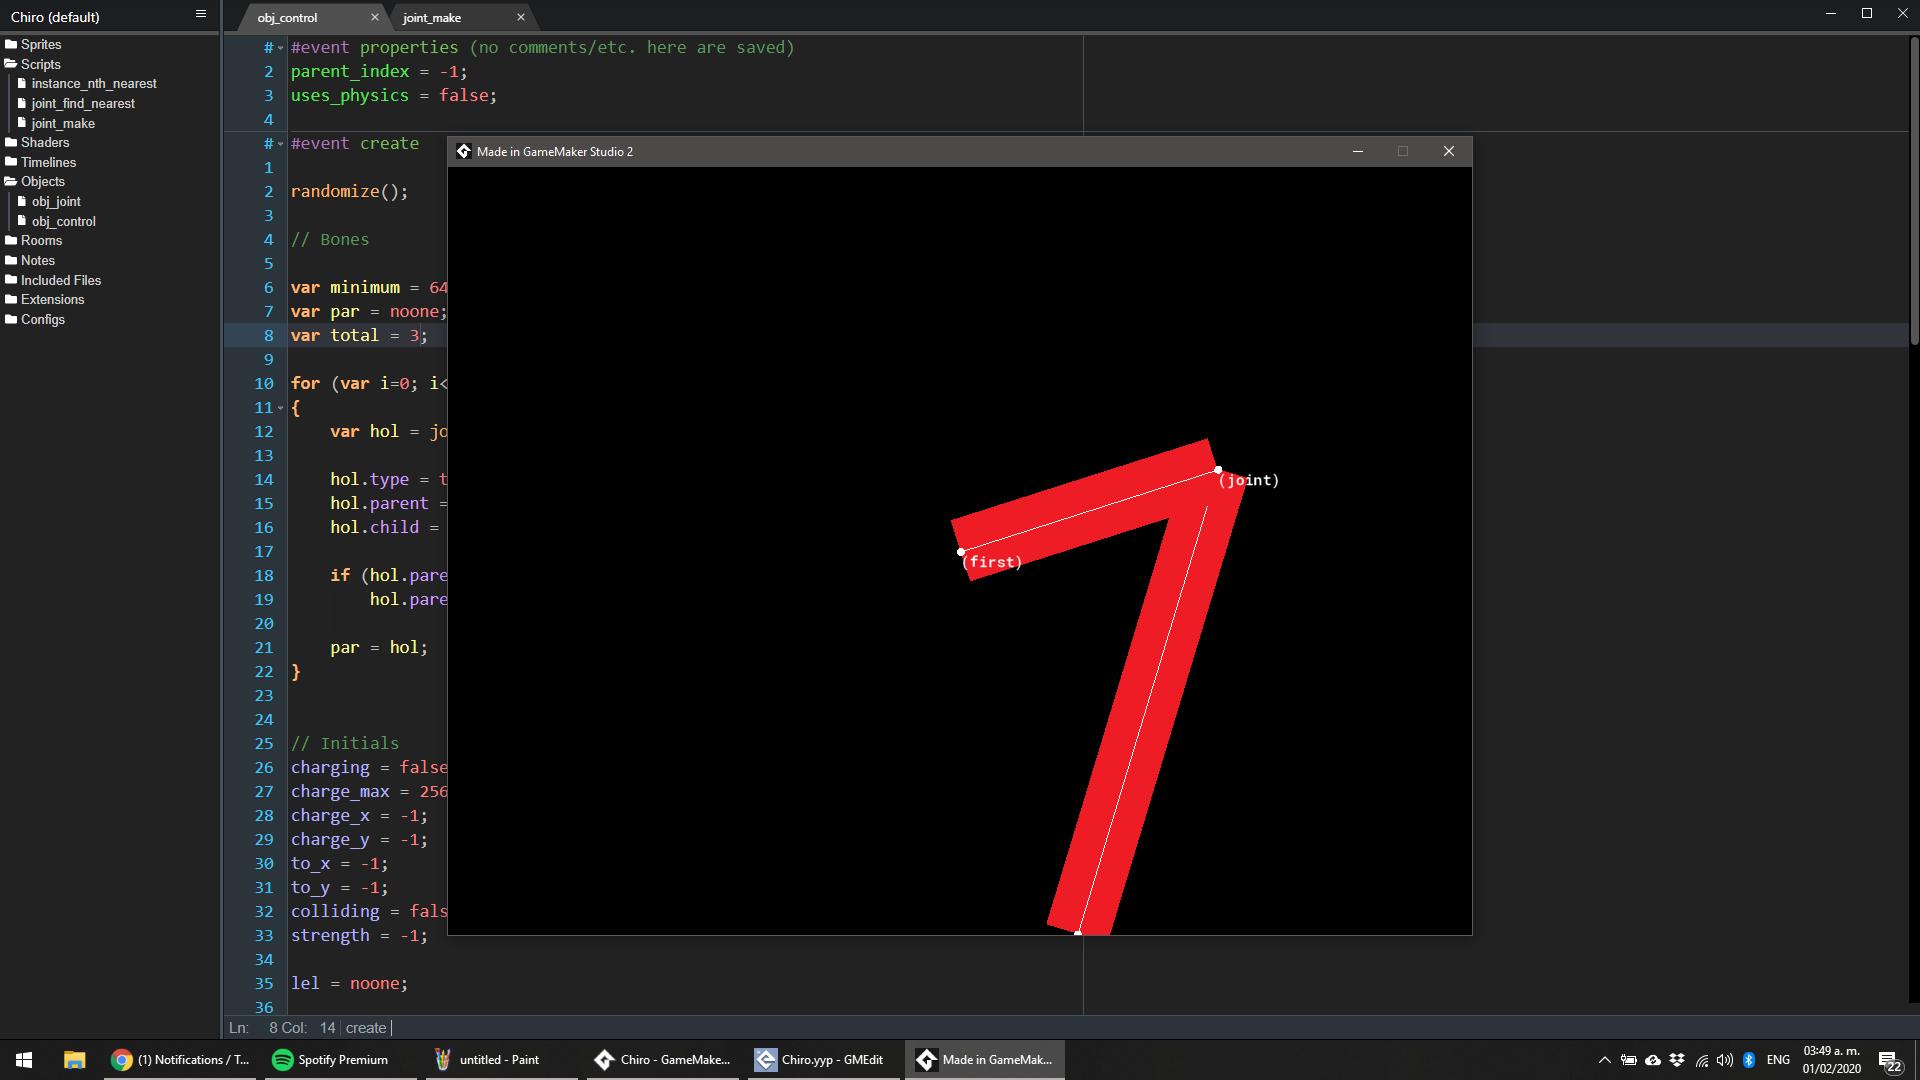 Chiro (default)
obj_control
joint_make
Sprites
Scripts
instance_nth_nearest
joint_find_nearest
joint_make
Shaders
Timelines
Objects
obj_joint
obj_control
Rooms
Notes
Included Files
Extensions
Configs
# #event properties (no comments/etc. here are saved)
2 parent_index = -1;
3 uses_physics = false;
4
# #event create
1
2 randomize();
3
4 // Bones
5
6 var minimum = 64
7 var par = noone;
8 var total = 3;
9
10 for (var i=0; i<
11 {
12 var hol = jo
13
14 hol.type = t
15 hol.parent =
16 hol.child =
17
18 if (hol.pare
19 hol.pare
20
21 par = hol;
22 }
23
24
25 // Initials
26 charging = false
27 charge_max = 256
28 charge_x = -1;
29 charge_y = -1;
30 to_x = -1;
31 to_y = -1;
32 colliding = fals
33 strength = -1;
34
35 lel = noone;
36
Made in GameMaker Studio 2
(joint)
(first)
Ln: 8 Col: 14 create
(1) Notifications / T...
Spotify Premium
untitled - Paint
Chiro - GameMake...
Chiro.yyp - GMEdit
Made in GameMak...
ENG
03:49 a. m.
01/02/2020
22